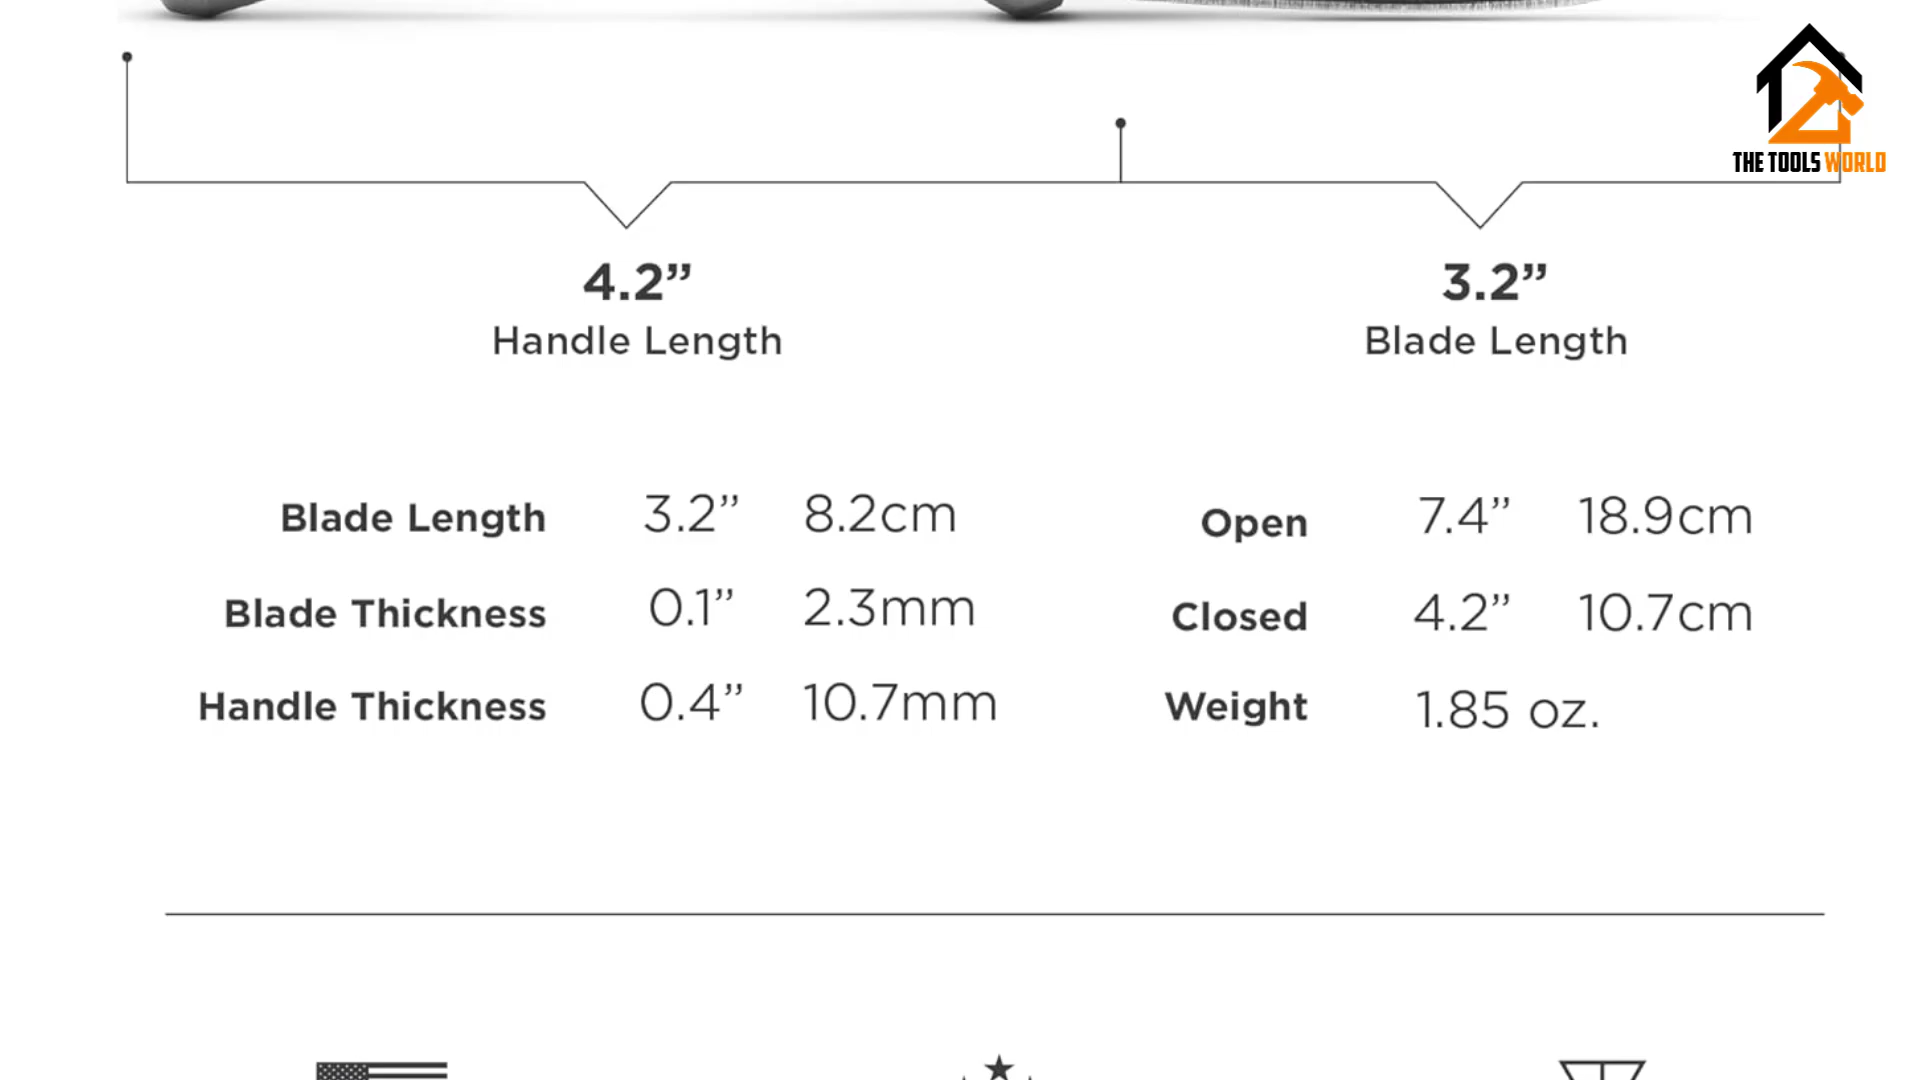 THE TOOLS WORLD
4.2”
Handle Length
3.2”
Blade Length
Blade Length 3.2” 8.2cm
Blade Thickness 0.1” 2.3mm
Handle Thickness 0.4” 10.7mm
Open 7.4” 18.9cm
Closed 4.2” 10.7cm
Weight 1.85 oz.